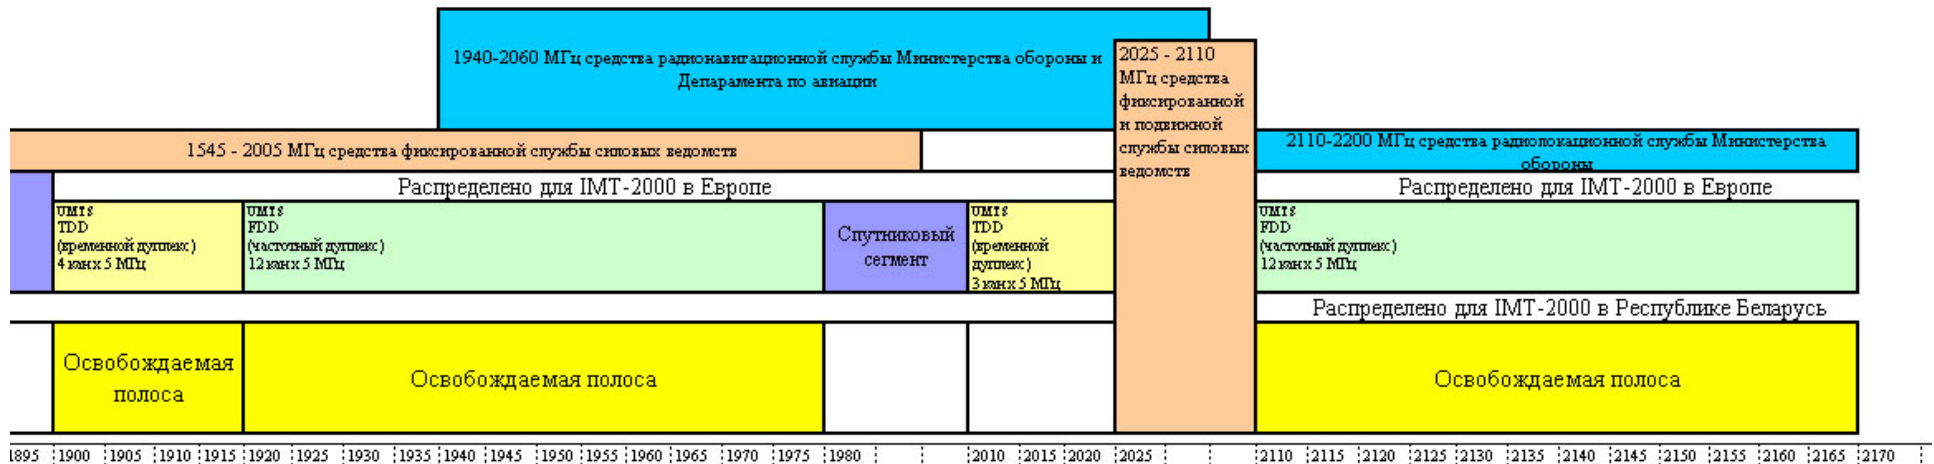 1940-2060 МГц средства радионавигационной службы Министерства обороны и
Депарамента по авиации
2025 - 2110
МГц средства
фиксированной
и подвижной
службы силовых
ведомств
1545 - 2005 МГц средства фиксированной службы силовых ведомств
2110-2200 МГц средства радиолокационной службы Министерства
обороны
Распределено для IMT-2000 в Европе
Распределено для IMT-2000 в Европе
UMTS
TDD
(временной дуплекс)
4 кан х 5 МГц
UMTS
FDD
(частотный дуплекс)
12 кан х 5 МГц
Спутниковый
сегмент
UMTS
TDD
(временной
дуплекс)
3 кан х 5 МГц
UMTS
FDD
(частотный дуплекс)
12 кан х 5 МГц
Распределено для IMT-2000 в Республике Беларусь
Освобождаемая
полоса
Освобождаемая полоса
Освобождаемая полоса
1895 1900 1905 1910 1915 1920 1925 1930 1935 1940 1945 1950 1955 1960 1965 1970 1975 1980 2010 2015 2020 2025 2110 2115 2120 2125 2130 2135 2140 2145 2150 2155 2160 2165 2170